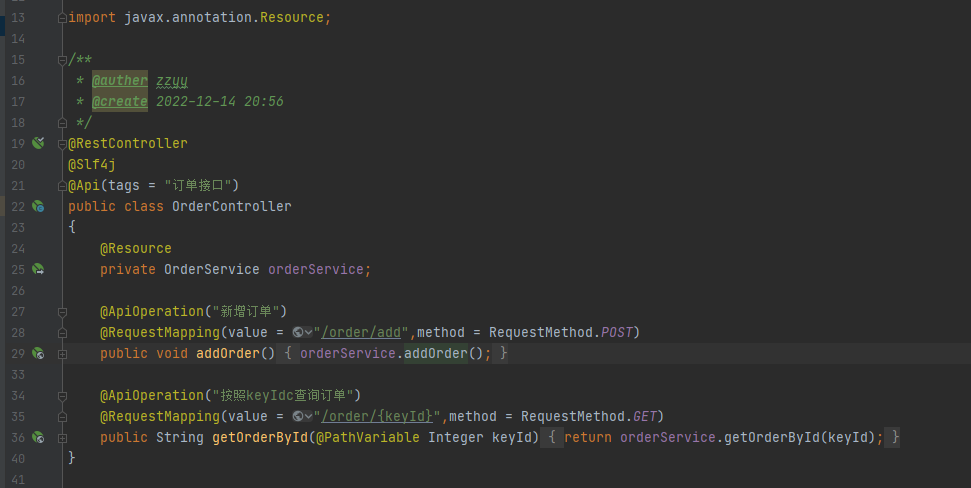 13 import javax.annotation.Resource;
14
15 /**
16  * @auther zzyy
17  * @create 2022-12-14 20:56
18  */
19 @RestController
20 @Slf4j
21 @Api(tags = "订单接口")
22 public class OrderController
23 {
24     @Resource
25     private OrderService orderService;
26
27     @ApiOperation("新增订单")
28     @RequestMapping(value = "/order/add",method = RequestMethod.POST)
29     public void addOrder() { orderService.addOrder(); }
33
34     @ApiOperation("按照keyIdc查询订单")
35     @RequestMapping(value = "/order/{keyId}",method = RequestMethod.GET)
36     public String getOrderById(@PathVariable Integer keyId) { return orderService.getOrderById(keyId); }
40 }
41